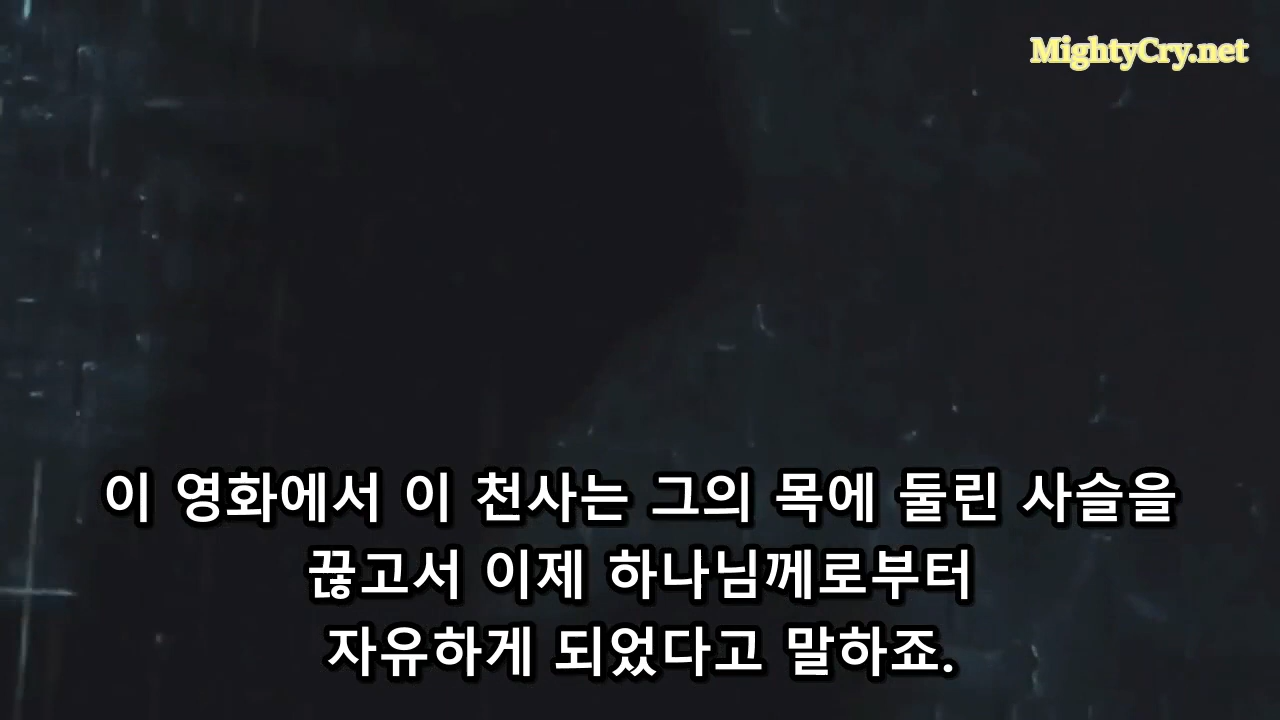 MightyCry.net
이 영화에서 이 천사는 그의 목에 둘린 사슬을
끊고서 이제 하나님께로부터
자유하게 되었다고 말하죠.